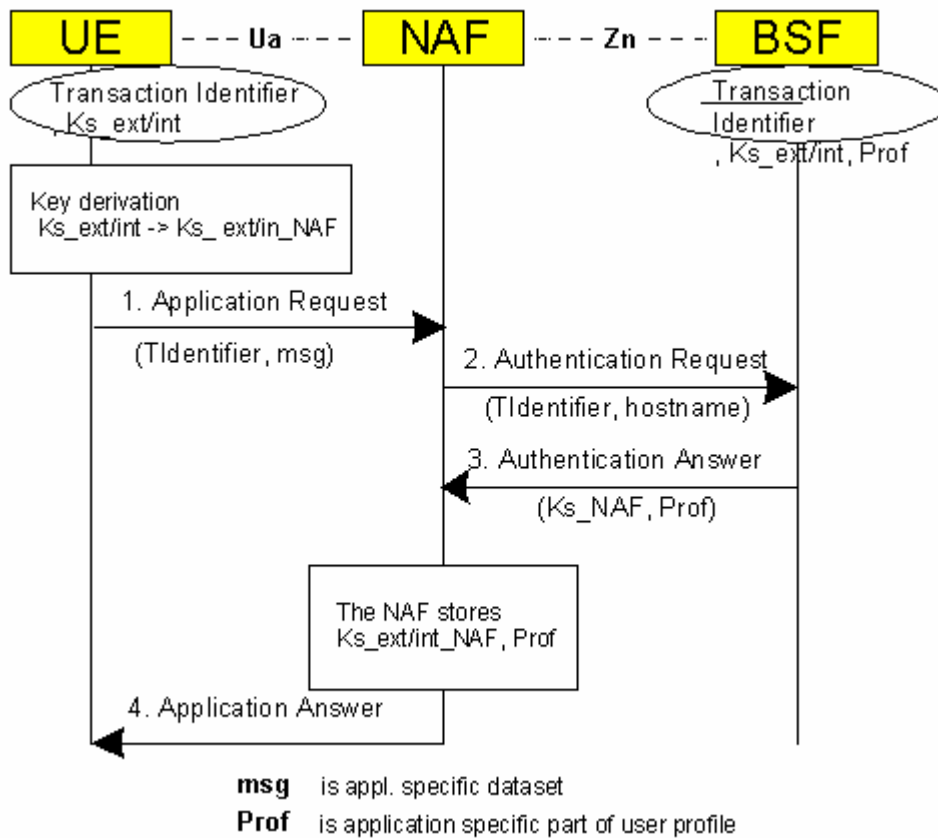 UE --- Ua --- NAF --- Zn --- BSF
Transaction Identifier
, Ks_ext/int
Transaction
Identifier
, Ks_ext/int, Prof
Key derivation
Ks_ext/int -> Ks_ ext/in_NAF
1. Application Request
(TIdentifier, msg)
2. Authentication Request
(TIdentifier, hostname)
3. Authentication Answer
(Ks_NAF, Prof)
The NAF stores
Ks_ext/int_NAF, Prof
4. Application Answer
msg is appl. specific dataset
Prof is application specific part of user profile